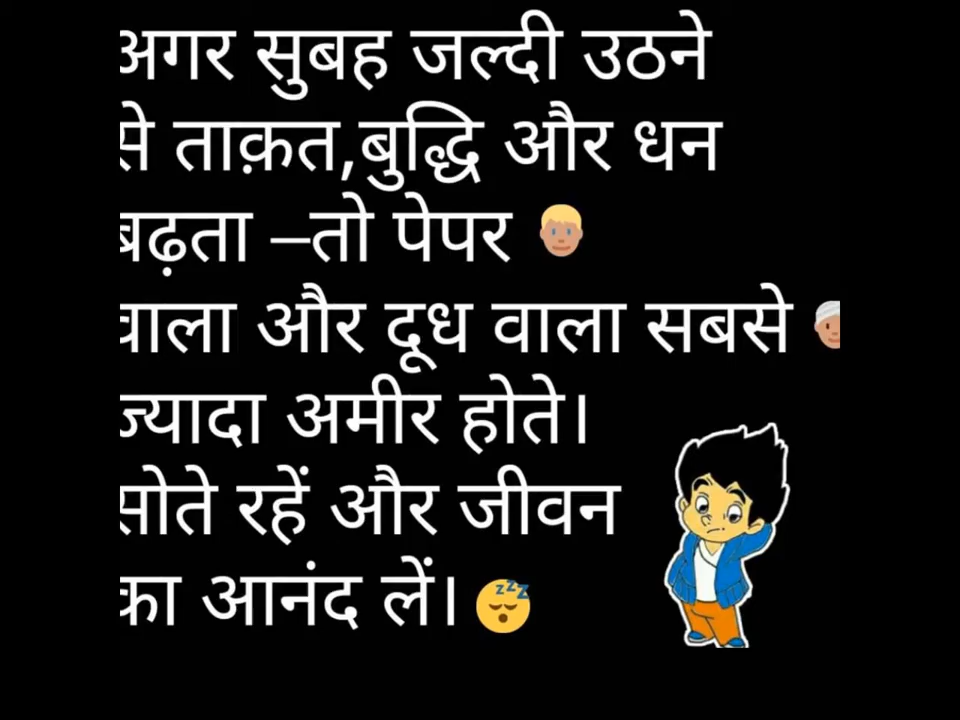 अगर सुबह जल्दी उठने
से ताक़त,बुद्धि और धन
बढ़ता –तो पेपर
वाला और दूध वाला सबसे
ज्यादा अमीर होते।
सोते रहें और जीवन
का आनंद लें।